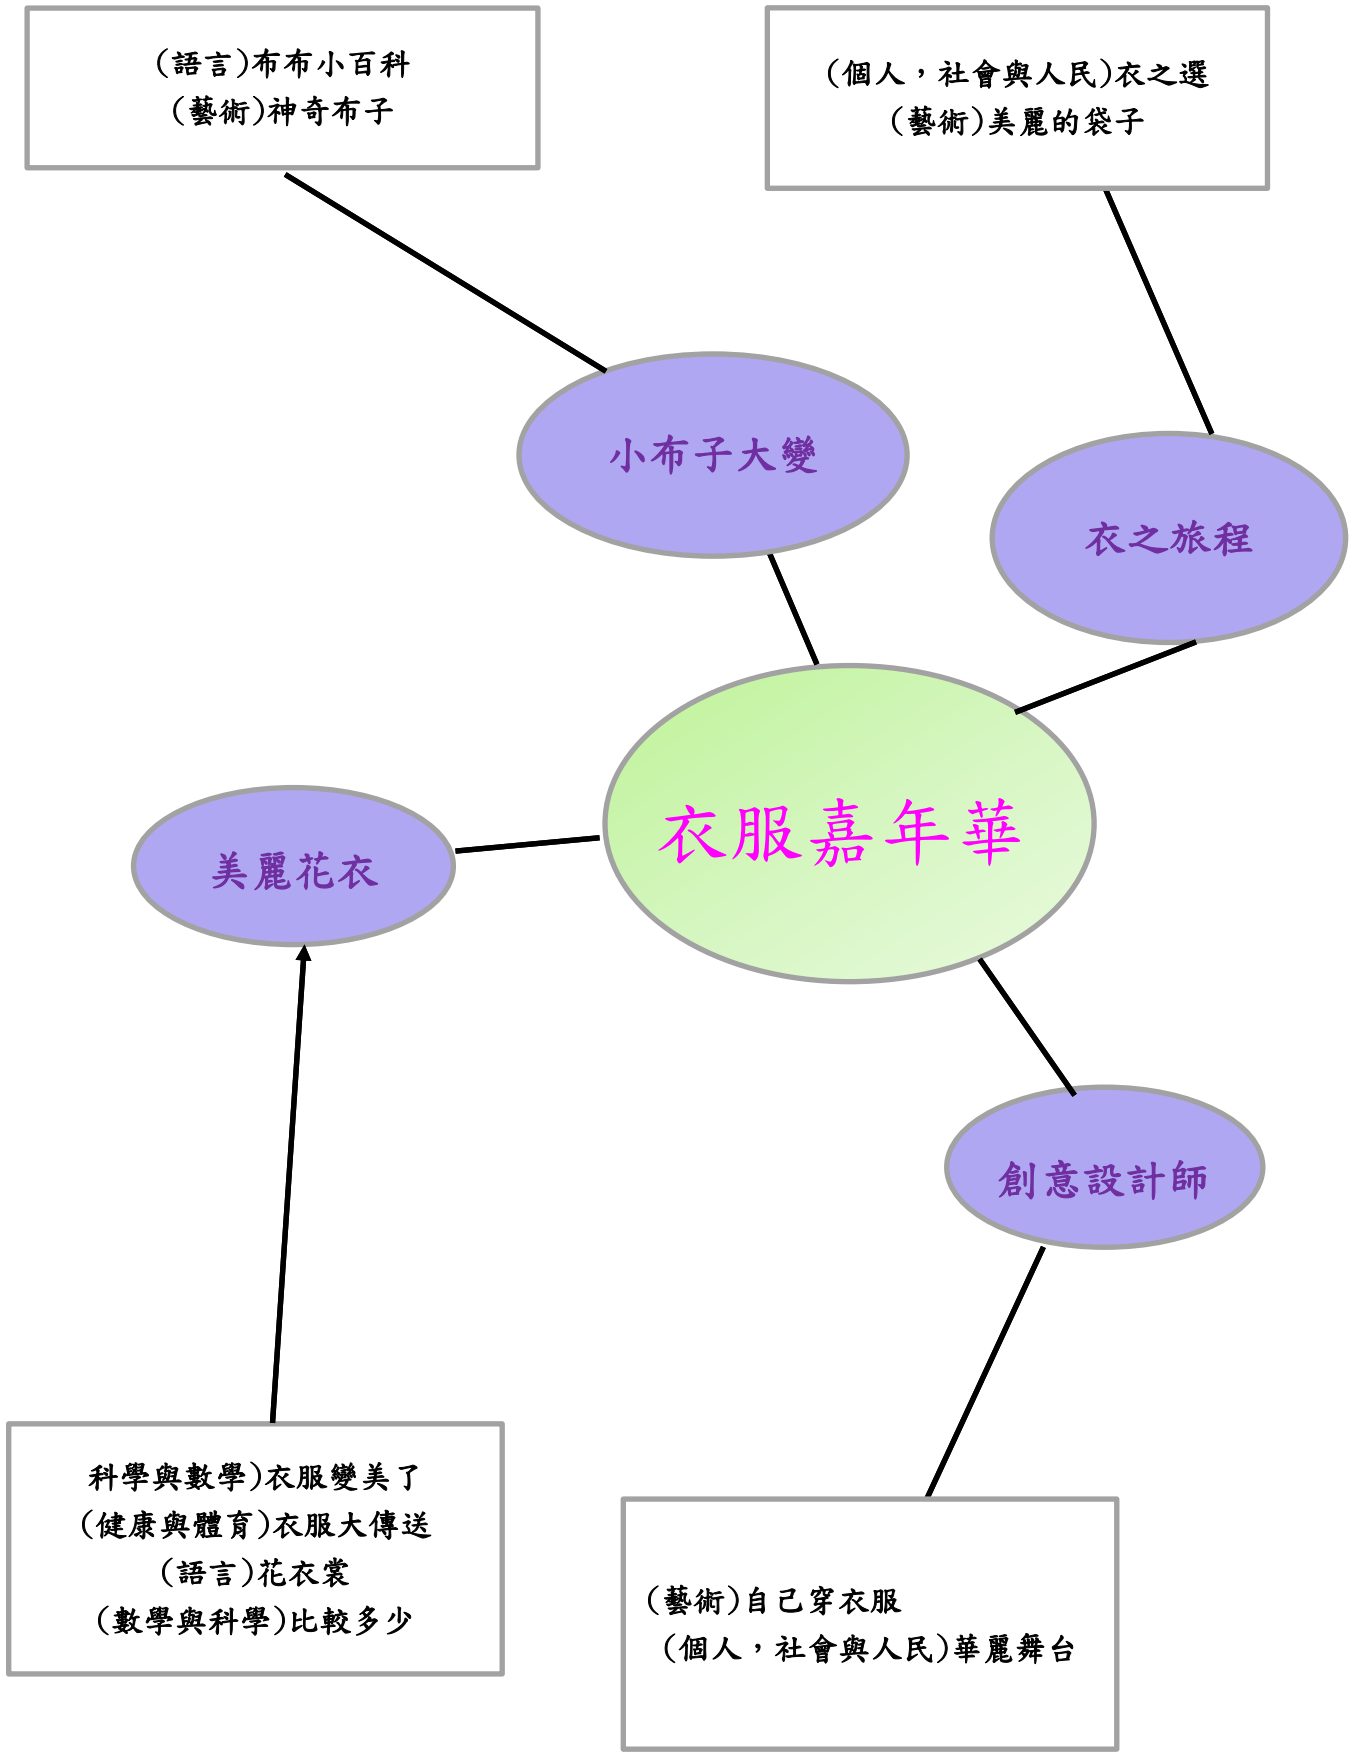 (語言)布布小百科
(藝術)神奇布子
(個人，社會與人民)衣之選
(藝術)美麗的袋子
小布子大變
衣之旅程
衣服嘉年華
美麗花衣
創意設計師
科學與數學)衣服變美了
(健康與體育)衣服大傳送
(語言)花衣裳
(數學與科學)比較多少
(藝術)自己穿衣服
(個人，社會與人民)華麗舞台